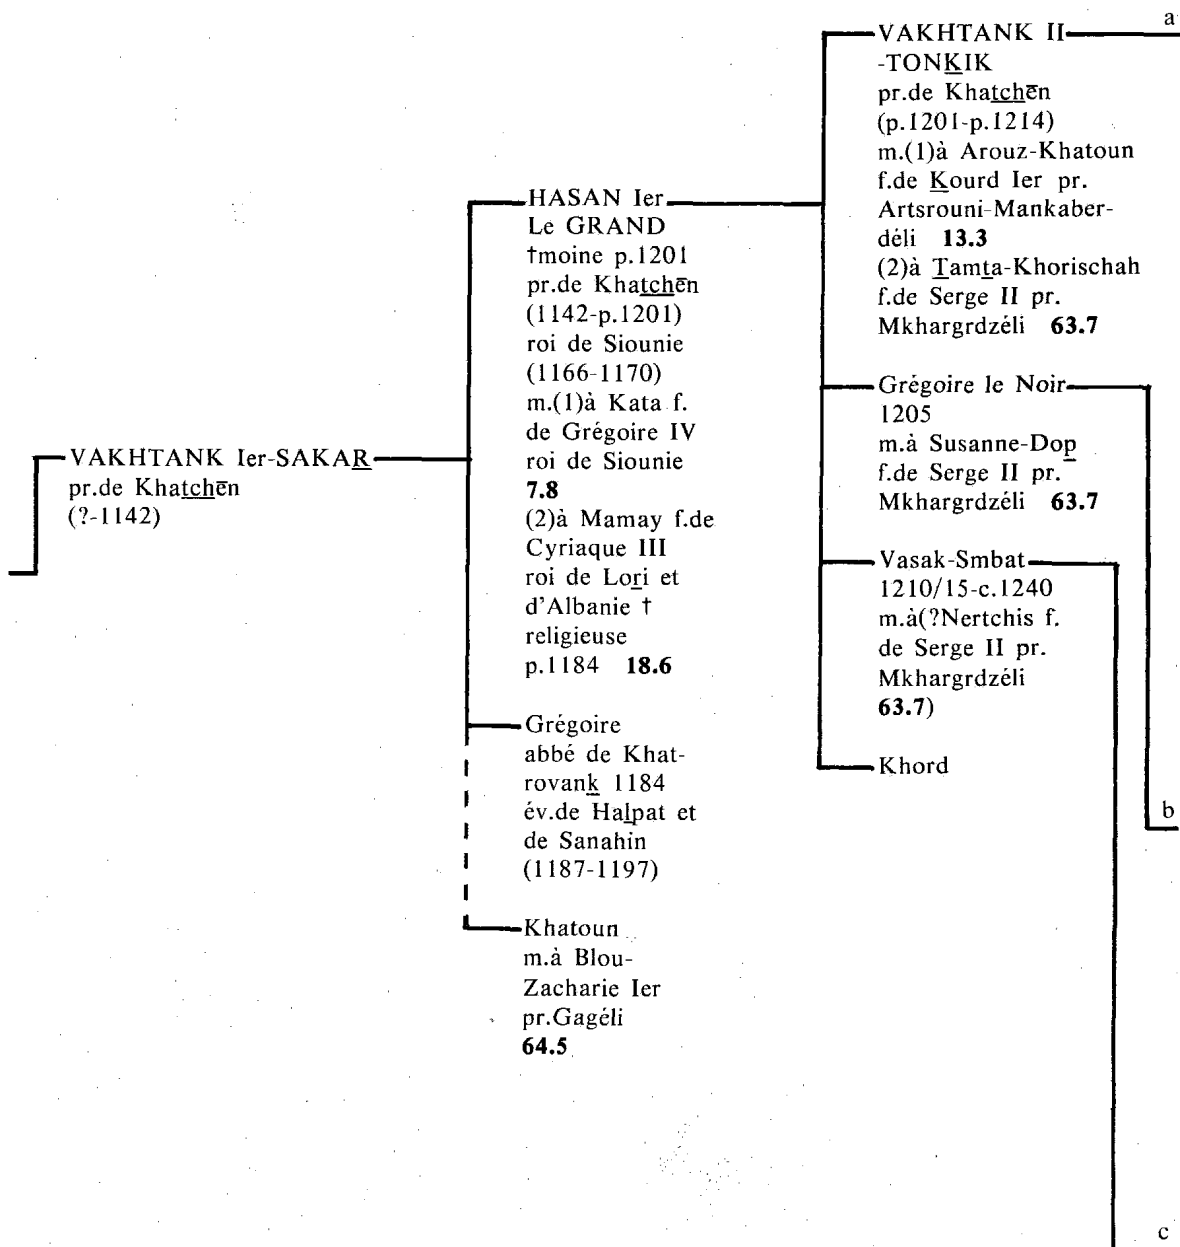 a
VAKHTANK II
-TONKIK
pr.de Khatchēn
(p.1201-p.1214)
m.(1)à Arouz-Khatoun
f.de Kourd Ier pr.
Artsrouni-Mankaber-
déli 13.3
(2)à Tamta-Khorischah
f.de Serge II pr.
Mkhargrdzéli 63.7
HASAN Ier
Le GRAND
†moine p.1201
pr.de Khatchēn
(1142-p.1201)
roi de Siounie
(1166-1170)
m.(1)à Kata f.
de Grégoire IV
roi de Siounie
7.8
(2)à Mamay f.de
Cyriaque III
roi de Lori et
d'Albanie †
religieuse
p.1184 18.6
Grégoire le Noir
1205
m.à Susanne-Dop
f.de Serge II pr.
Mkhargrdzéli 63.7
VAKHTANK Ier-SAKAR
pr.de Khatchēn
(?-1142)
Vasak-Smbat
1210/15-c.1240
m.à(?Nertchis f.
de Serge II pr.
Mkhargrdzéli
63.7)
Grégoire
abbé de Khat-
rovank 1184
év.de Halpat et
de Sanahin
(1187-1197)
Khord
b
Khatoun
m.à Blou-
Zacharie Ier
pr.Gagéli
64.5
c